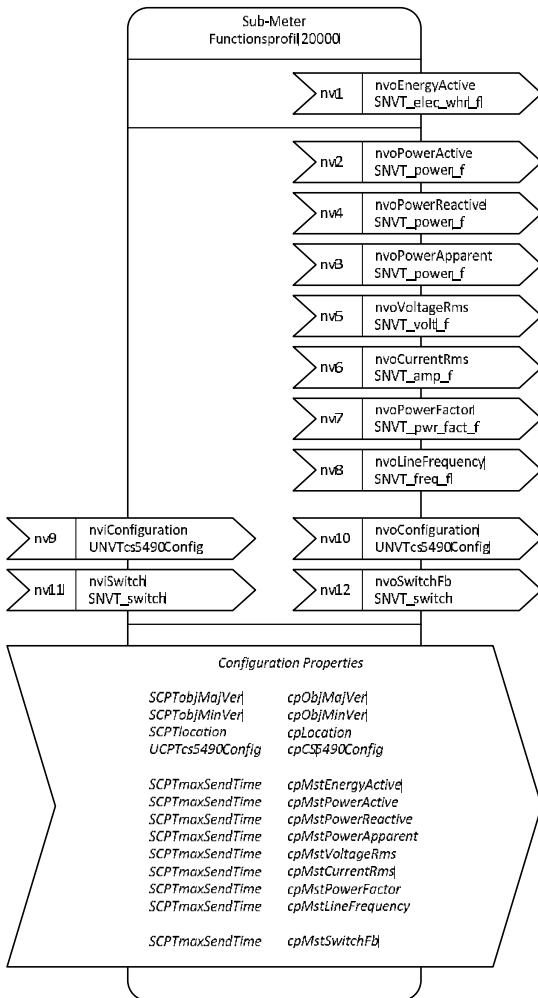 Sub-Meter
Functionsprofil 20000
nv1
nvoEnergyActive
SNVT_elec_whr_f
nv2
nvoPowerActive
SNVT_power_f
nv4
nvoPowerReactive
SNVT_power_f
nv3
nvoPowerApparent
SNVT_power_f
nv5
nvoVoltageRms
SNVT_volt_f
nv6
nvoCurrentRms
SNVT_amp_f
nv7
nvoPowerFactor
SNVT_pwr_fact_f
nv8
nvoLineFrequency
SNVT_freq_f
nv9
nviConfiguration
UNVTcs5490Config
nv10
nvoConfiguration
UNVTcs5490Config
nv11
nviSwitch
SNVT_switch
nv12
nvoSwitchFb
SNVT_switch
Configuration Properties
SCPTobjMajVer cpObjMajVer
SCPTobjMinVer cpObjMinVer
SCPTlocation cpLocation
UCPTcs5490Config cpCS5490Config
SCPTmaxSendTime cpMstEnergyActive
SCPTmaxSendTime cpMstPowerActive
SCPTmaxSendTime cpMstPowerReactive
SCPTmaxSendTime cpMstPowerApparent
SCPTmaxSendTime cpMstVoltageRms
SCPTmaxSendTime cpMstCurrentRms
SCPTmaxSendTime cpMstPowerFactor
SCPTmaxSendTime cpMstLineFrequency
SCPTmaxSendTime cpMstSwitchFb